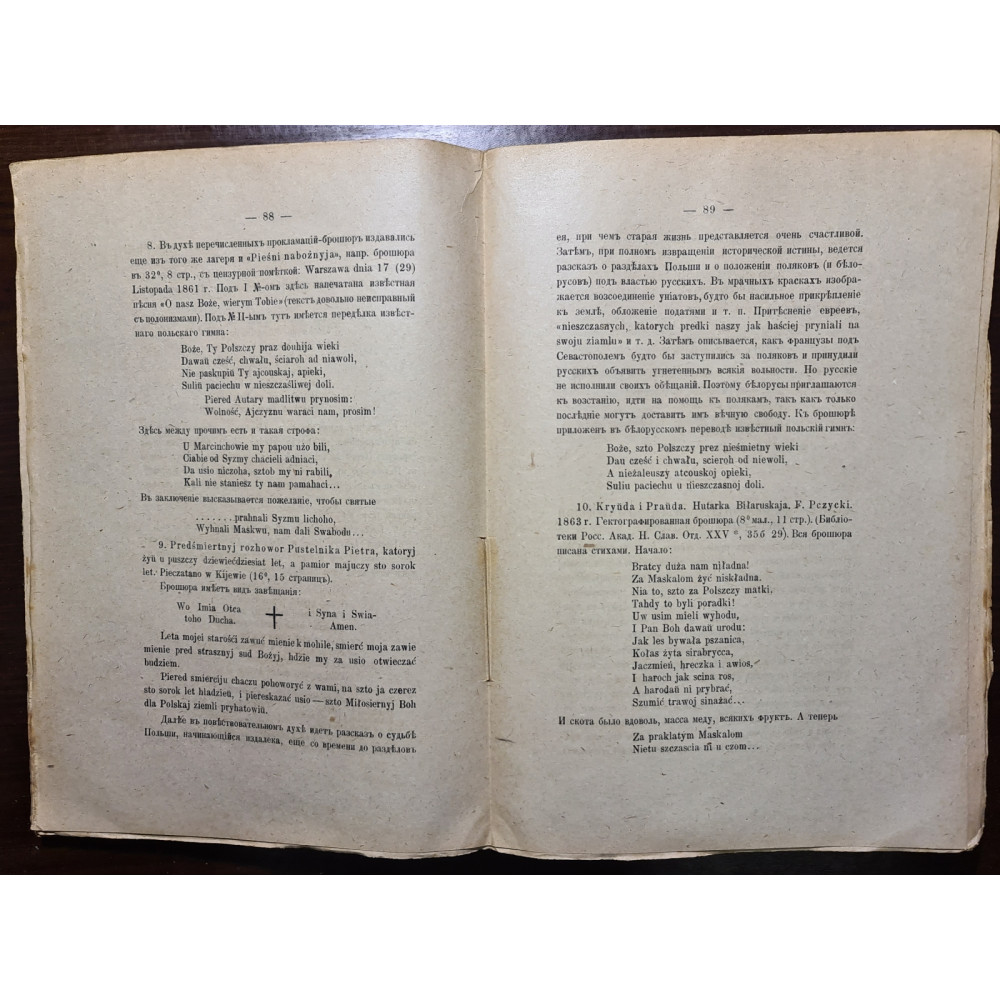 — 88 —
8. Въ духѣ перечисленныхъ прокламацій-брошюр издавались
еще изъ того же лагеря и «Pieśni nabożnyja», напр. брошюра
въ 32°, 8 стр., съ цензурной помѣткой: Warszawa dnia 17 (29)
Listopada 1861 г. Подъ I №-омъ здѣсь напечатана извѣстная
пѣсня «O nasz Boże, wierym Tobie» (текстъ довольно неисправный
съ полонизмами). Подъ № II-ымъ тутъ имѣется передѣлка извѣст-
наго польскаго гимна:
Boże, Ty Polszczy praz douhija wieki
Dawaŭ cześć, chwału, ściaroh ad niawoli,
Nie paskupiŭ Ty ajcouskaj, apieki,
Suliŭ paciechu w nieszczaśliwej doli.
Piered Autary madlitwu prynosim:
Wolność, Ajczyznu waraci nam, prosim!
Здѣсь между прочимъ есть и такая строфа:
U Marcinchowie my papou użo bili,
Ciabie od Syzmy chacieli adniaci,
Da usio niczoha, sztob my ni rabili,
Kali nie staniesz ty nam pamahaci...
Въ заключеніе высказывается пожеланіе, чтобы святые
....... prahnali Syzmu lichoho,
Wyhnali Maskwu, nam dali Swabodu...
9. Predśmiertnyj rozhowor Pustelnika Pietra, katoryj
żyŭ u puszczy dziewięćdziesiat let, a pamior majuczy sto sorok
let. Pieczatano w Kijewie (16°, 15 страницъ).
Брошюра имѣетъ видъ завѣщанія:
Wo Imia Otca i Syna i Swia-
toho Ducha. Amen.
Leta mojei starości zawuć mienie k mohile, smierć moja zawie
mienie pred strasznyj sud Bożyj, hdzie my za usio otwieczać
budziem.
Piered smierciju chaczu pohoworyć z wami, na szto ja czerez
sto sorok let hladzieŭ, i piereskazać usio — szto Miłosiernyj Boh
dla Polskaj ziemli pryhatowiŭ.
Далѣе въ повѣствовательномъ духѣ идетъ разсказъ о судьбѣ
Польши, начинающійся издалека, еще со времени до раздѣловъ
— 89 —
ея, при чемъ старая жизнь представляется очень счастливой.
Затѣмъ, при полномъ извращеніи исторической истины, ведется
разсказъ о раздѣлахъ Польши и о положеніи поляковъ (и бѣло-
русовъ) подъ властью русскихъ. Въ мрачныхъ краскахъ изобра-
жается возсоединеніе уніатовъ, будто бы насильное прикрѣпленіе
къ землѣ, обложеніе податями и т. п. Притѣсненіе евреевъ,
«nieszczasnych, katorych predki naszy jak haściej pryniali na
swoju ziamlu» и т. д. Затѣмъ описывается, какъ французы подъ
Севастополемъ будто бы заступились за поляковъ и принудили
русскихъ объявить угнетеннымъ всякія вольности. Но русскіе
не исполнили своихъ обѣщаній. Поэтому бѣлорусы приглашаются
къ возстанію, идти на помощь къ полякамъ, такъ какъ только
послѣдніе могутъ доставить имъ вѣчную свободу. Къ брошюрѣ
приложенъ въ бѣлорусскомъ переводѣ извѣстный польскій гимнъ:
Boże, szto Polszczy prez nieśmietny wieki
Dau cześć i chwału, scieroh od niewoli,
A nieżaleuszy atcouskoj opieki,
Suliu paciechu u nieszczasnoj doli.
10. Kryŭda i Praŭda. Hutarka Biłaruskaja, F. Pczycki.
1863 г. Гектографированная брошюра (8° мал., 11 стр.). (Библіо-
теки Росс. Акад. Н. Слав. Отд. XXV ª, 35б 29). Вся брошюра
писана стихами. Начало:
Bratcy duża nam niładna!
Za Maskalom żyć niskładna.
Nia to, szto za Polszczy matki,
Tahdy to byli poradki!
Uw usim mieli wyhodu,
I Pan Boh dawaŭ urodu:
Jak les bywała pszanica,
Kołas żyta sirabrycca,
Jaczmień, hreczka i awios,
I haroch jak scina ros,
A harodaŭ ni prybrać,
Szumić trawoj sinażać...
И скота было вдоволь, масса меду, всякихъ фруктъ. А теперь
Za praklatym Maskalom
Nietu szczascia ni u czom...